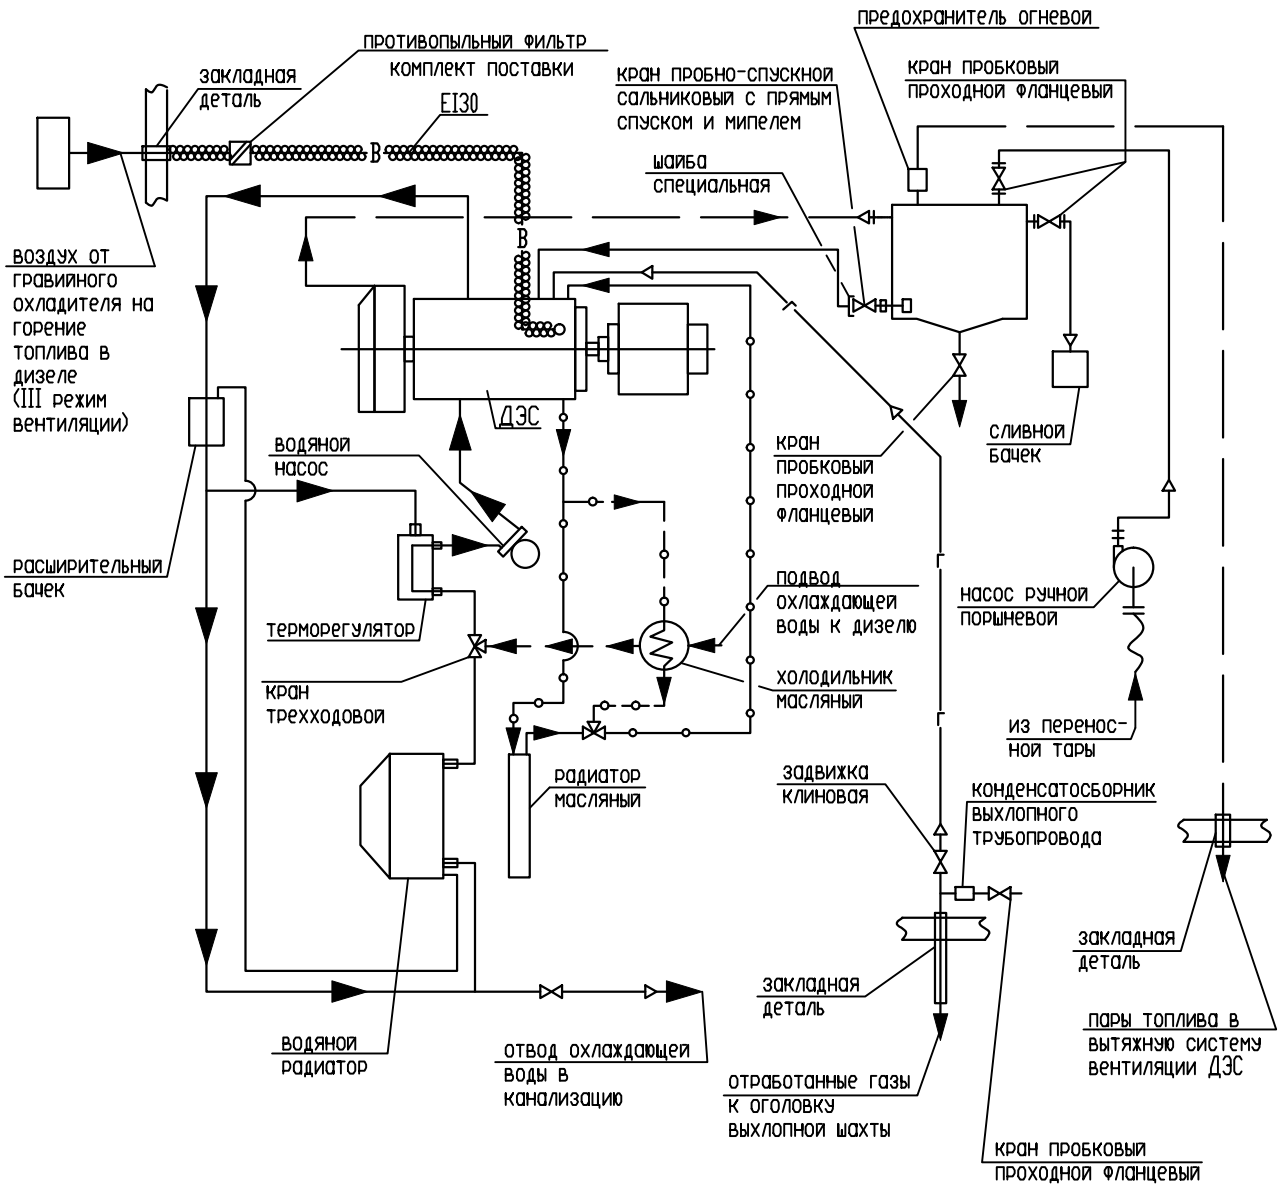 ПРЕДОХРАНИТЕЛЬ ОГНЕВОЙ
ПРОТИВОПЫЛЬНЫЙ ФИЛЬТР
КОМПЛЕКТ ПОСТАВКИ
ЗАКЛАДНАЯ
ДЕТАЛЬ
EI30
КРАН ПРОБНО-СПУСКНОЙ
САЛЬНИКОВЫЙ С ПРЯМЫМ
СПУСКОМ И МИПЕЛЕМ
КРАН ПРОБКОВЫЙ
ПРОХОДНОЙ ФЛАНЦЕВЫЙ
В
ШАЙБА
СПЕЦИАЛЬНАЯ
В
ВОЗДУХ ОТ
ГРАВИЙНОГО
ОХЛАДИТЕЛЯ НА
ГОРЕНИЕ
ТОПЛИВА В
ДИЗЕЛЕ
(III РЕЖИМ
ВЕНТИЛЯЦИИ)
ДЭС
ВОДЯНОЙ
НАСОС
КРАН
ПРОБКОВЫЙ
ПРОХОДНОЙ
ФЛАНЦЕВЫЙ
СЛИВНОЙ
БАЧЕК
РАСШИРИТЕЛЬНЫЙ
БАЧЕК
ТЕРМОРЕГУЛЯТОР
ПОДВОД
ОХЛАЖДАЮЩЕЙ
ВОДЫ К ДИЗЕЛЮ
НАСОС РУЧНОЙ
ПОРШНЕВОЙ
КРАН
ТРЕХХОДОВОЙ
ХОЛОДИЛЬНИК
МАСЛЯНЫЙ
ИЗ ПЕРЕНОС-
НОЙ ТАРЫ
РАДИАТОР
МАСЛЯНЫЙ
ЗАДВИЖКА
КЛИНОВАЯ
КОНДЕНСАТОСБОРНИК
ВЫХЛОПНОГО
ТРУБОПРОВОДА
ЗАКЛАДНАЯ
ДЕТАЛЬ
ЗАКЛАДНАЯ
ДЕТАЛЬ
ВОДЯНОЙ
РАДИАТОР
ОТВОД ОХЛАЖДАЮЩЕЙ
ВОДЫ В
КАНАЛИЗАЦИЮ
ОТРАБОТАННЫЕ ГАЗЫ
К ОГОЛОВКУ
ВЫХЛОПНОЙ ШАХТЫ
ПАРЫ ТОПЛИВА В
ВЫТЯЖНУЮ СИСТЕМУ
ВЕНТИЛЯЦИИ ДЭС
КРАН ПРОБКОВЫЙ
ПРОХОДНОЙ ФЛАНЦЕВЫЙ